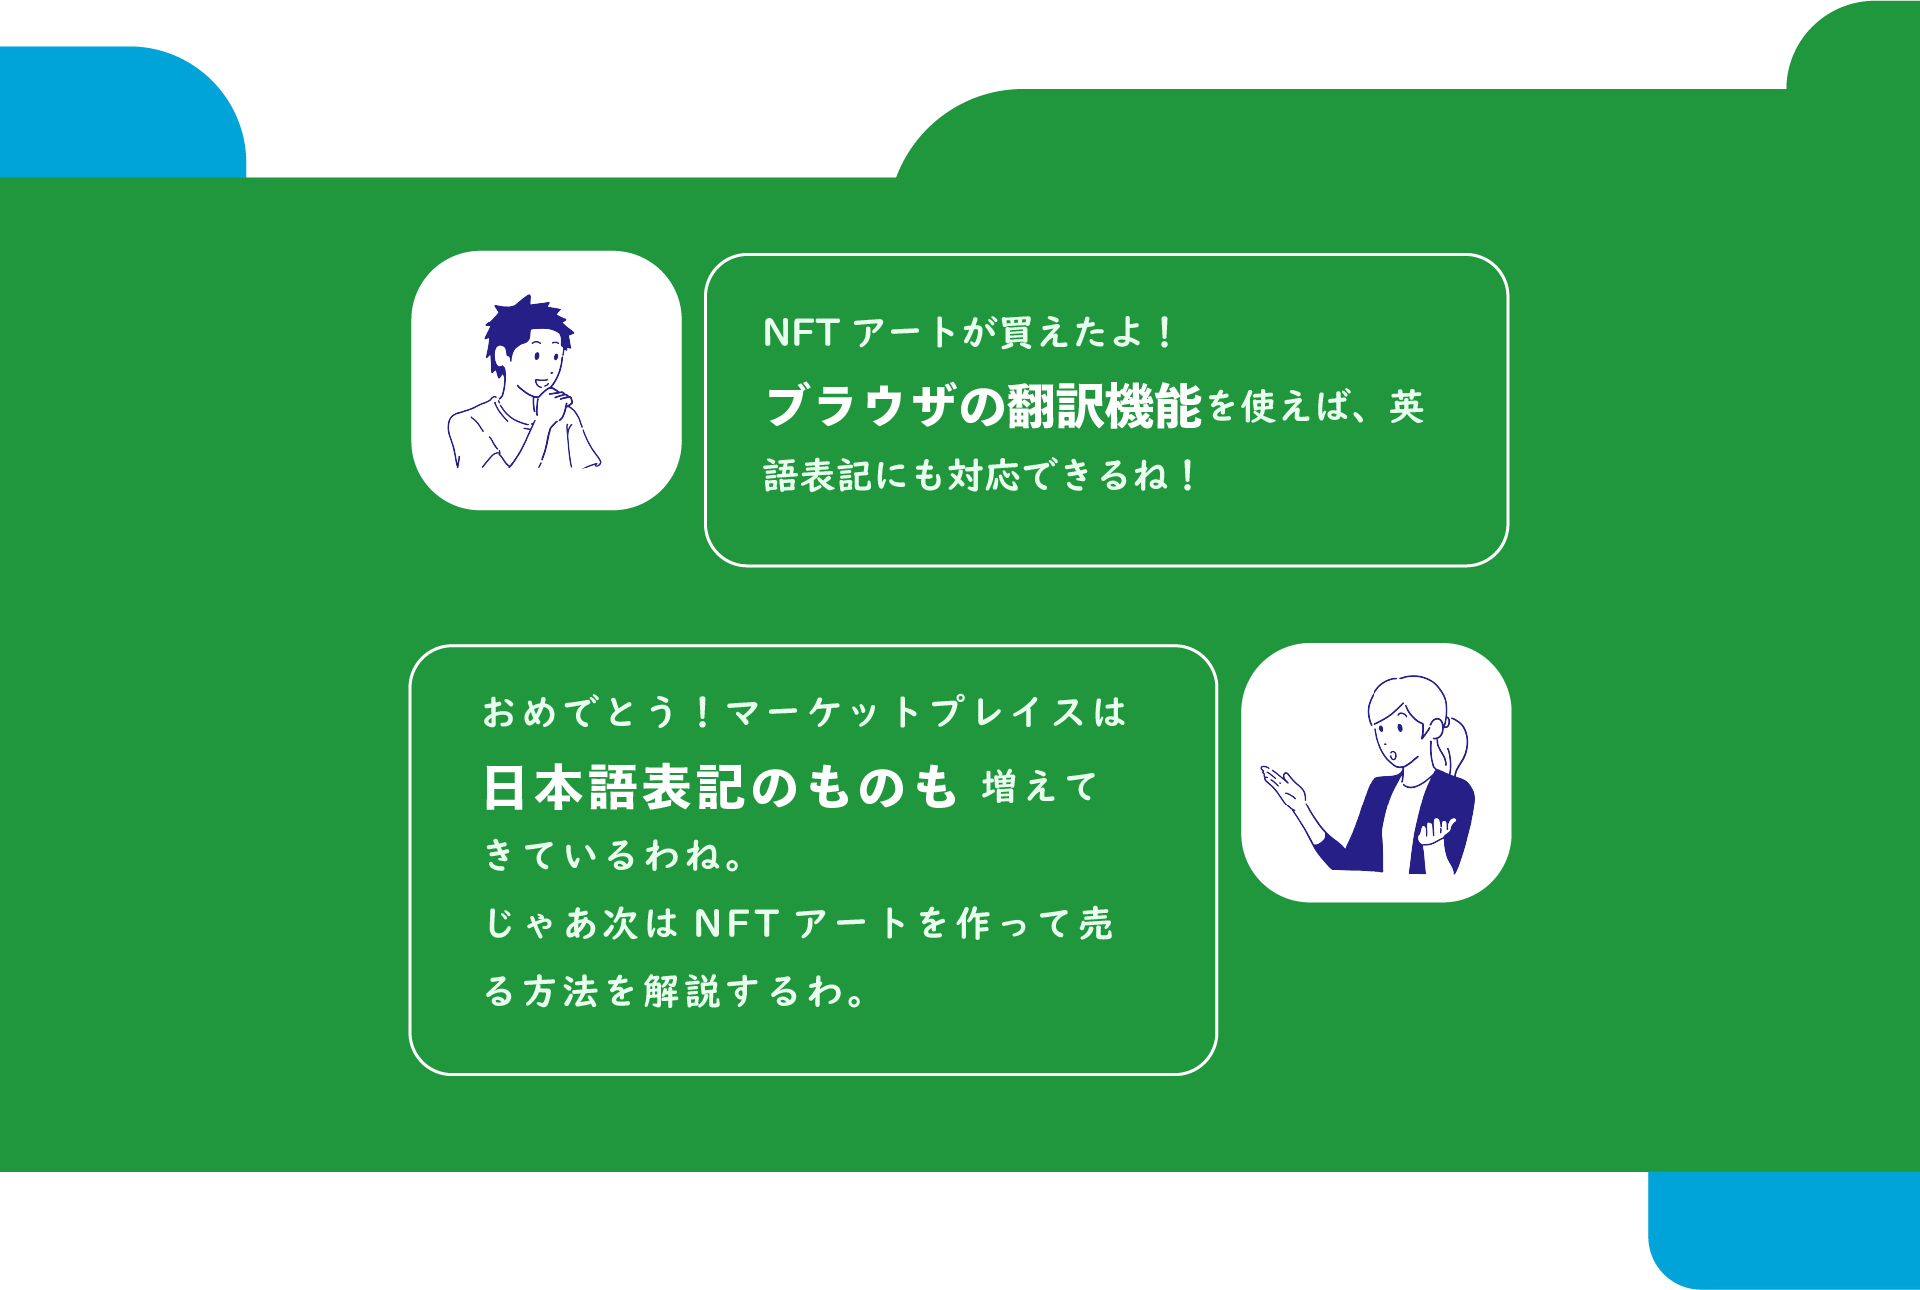 NFT アートが買えたよ！
ブラウザの翻訳機能を使えば、英
語表記にも対応できるね！
おめでとう！マーケットプレイスは
日本語表記のものも 増えて
きているわね。
じゃあ次は NFT アートを作って売
る方法を解説するわ。